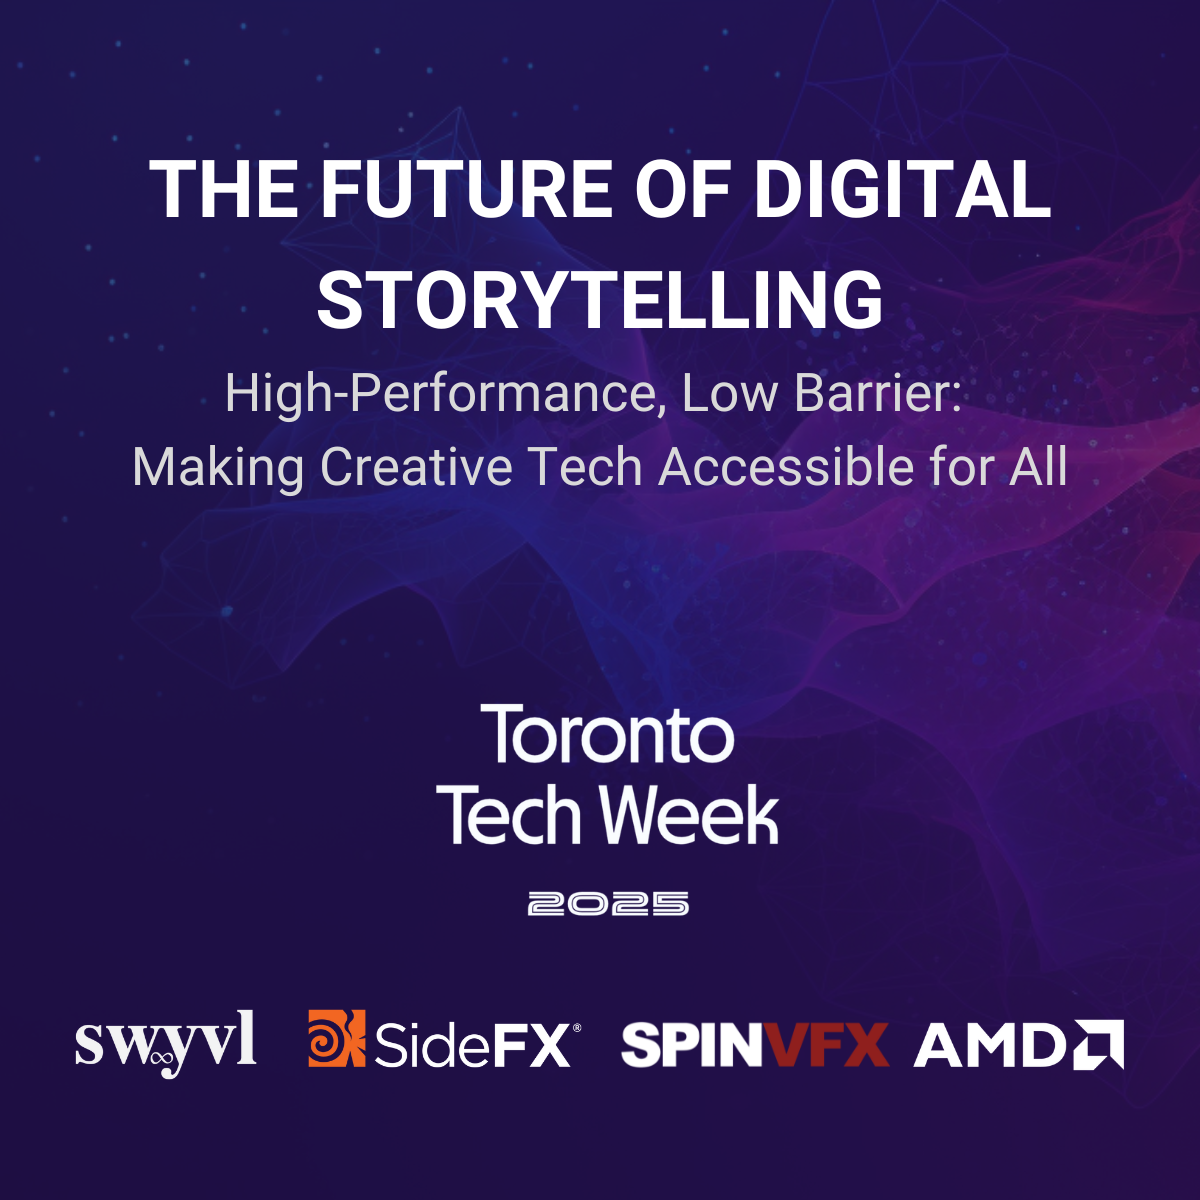 THE FUTURE OF DIGITAL
STORYTELLING
High-Performance, Low Barrier:
Making Creative Tech Accessible for All
Toronto
Tech Week
2025
swyvl SideFX® SPINVFX AMD